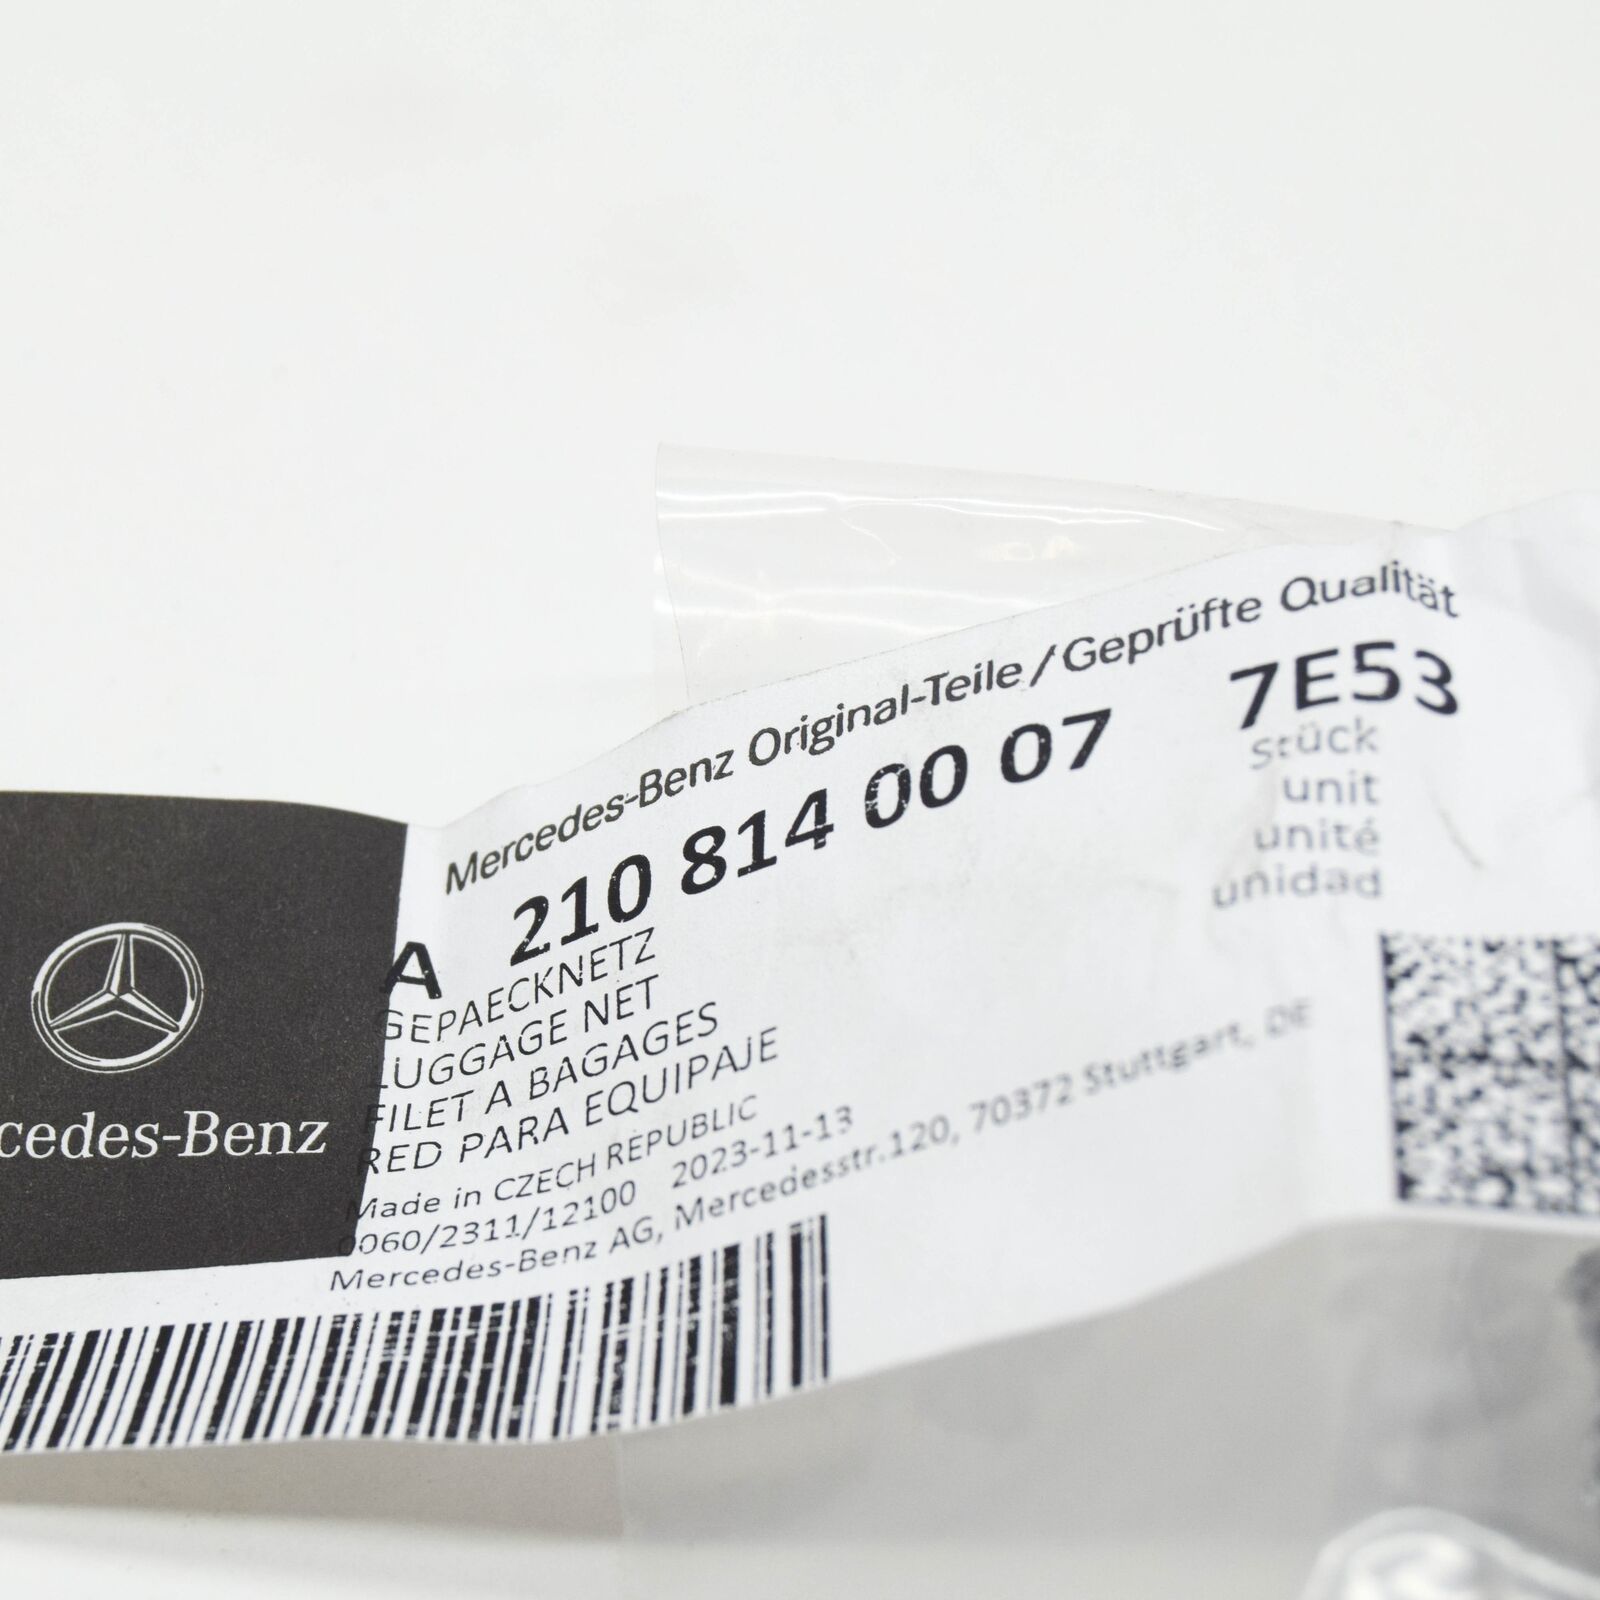 Mercedes-Benz Original-Teile / Geprüfte Qualität
A 210 814 00 07 7E53
Stück
unit
unité
unidad
GEPAECKNETZ
LUGGAGE NET
FILET A BAGAGES
RED PARA EQUIPAJE
Made in CZECH REPUBLIC
0060/2311/12100 2023-11-13
Mercedes-Benz AG, Mercedesstr.120, 70372 Stuttgart, DE
cedes-Benz